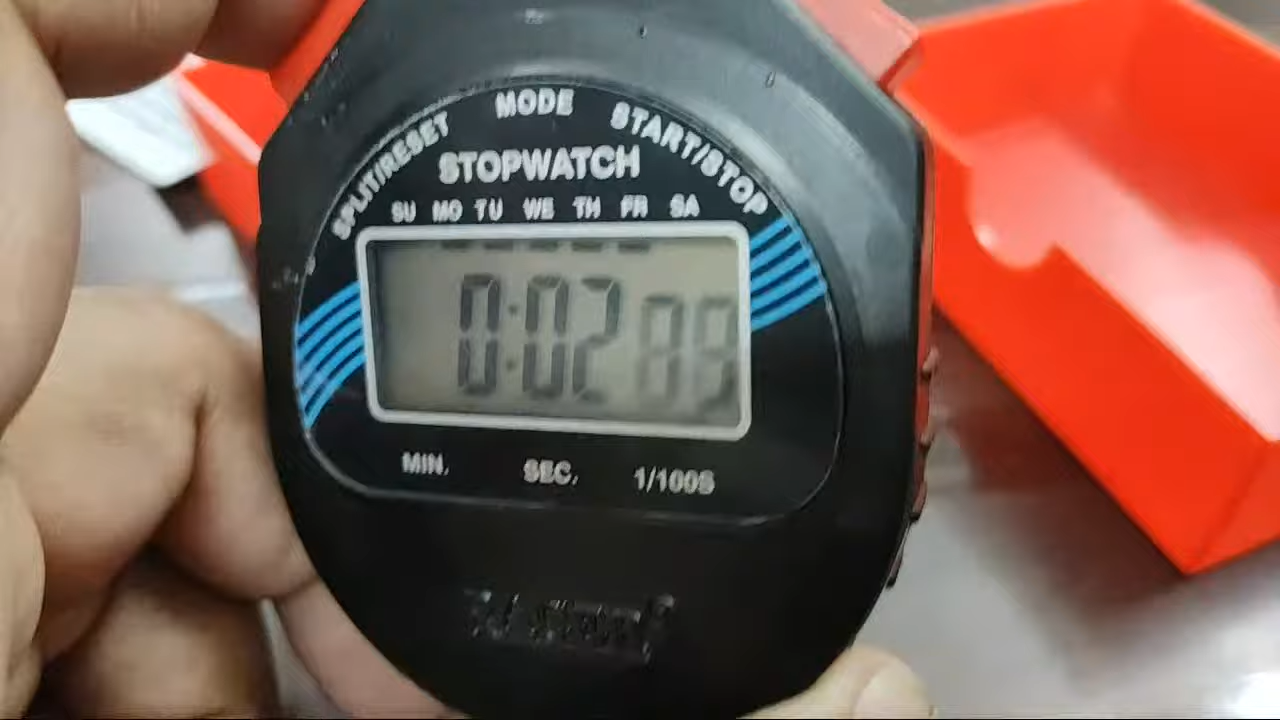 SPLIT/RESET MODE START/STOP
STOPWATCH
SU MO TU WE TH FR SA
0:02
MIN. SEC. 1/100S